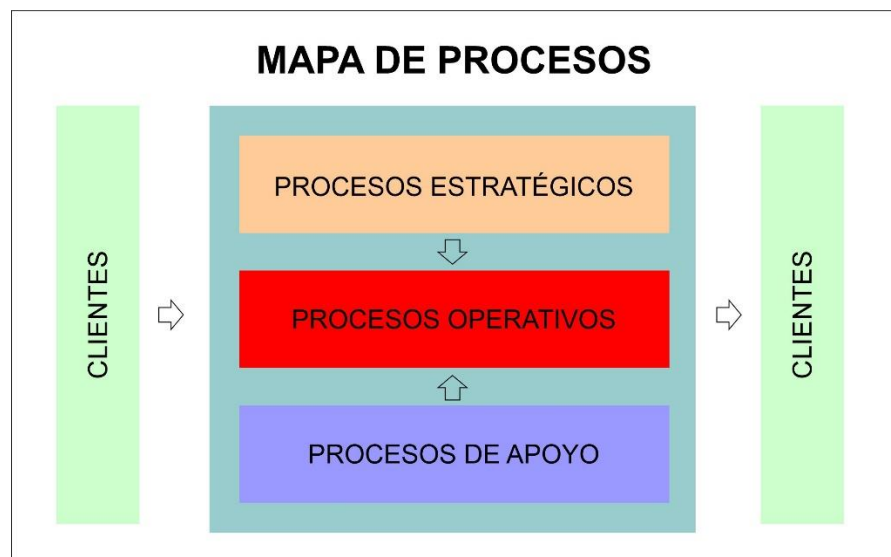 MAPA DE PROCESOS
CLIENTES
PROCESOS ESTRATÉGICOS
PROCESOS OPERATIVOS
PROCESOS DE APOYO
CLIENTES